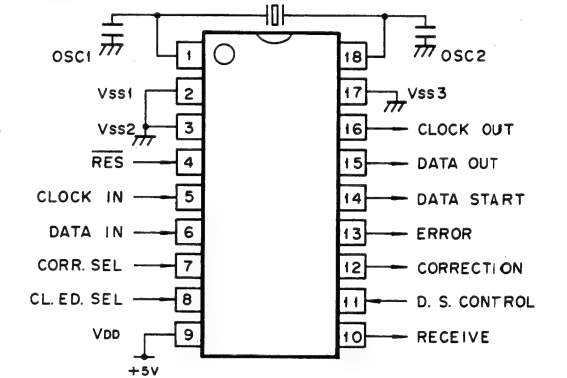 OSC1 1 18 OSC2
Vss1 2 17 Vss3
Vss2 3 16 CLOCK OUT
RES 4 15 DATA OUT
CLOCK IN 5 14 DATA START
DATA IN 6 13 ERROR
CORR. SEL 7 12 CORRECTION
CL. ED. SEL 8 11 D. S. CONTROL
VDD 9 10 RECEIVE
+5V